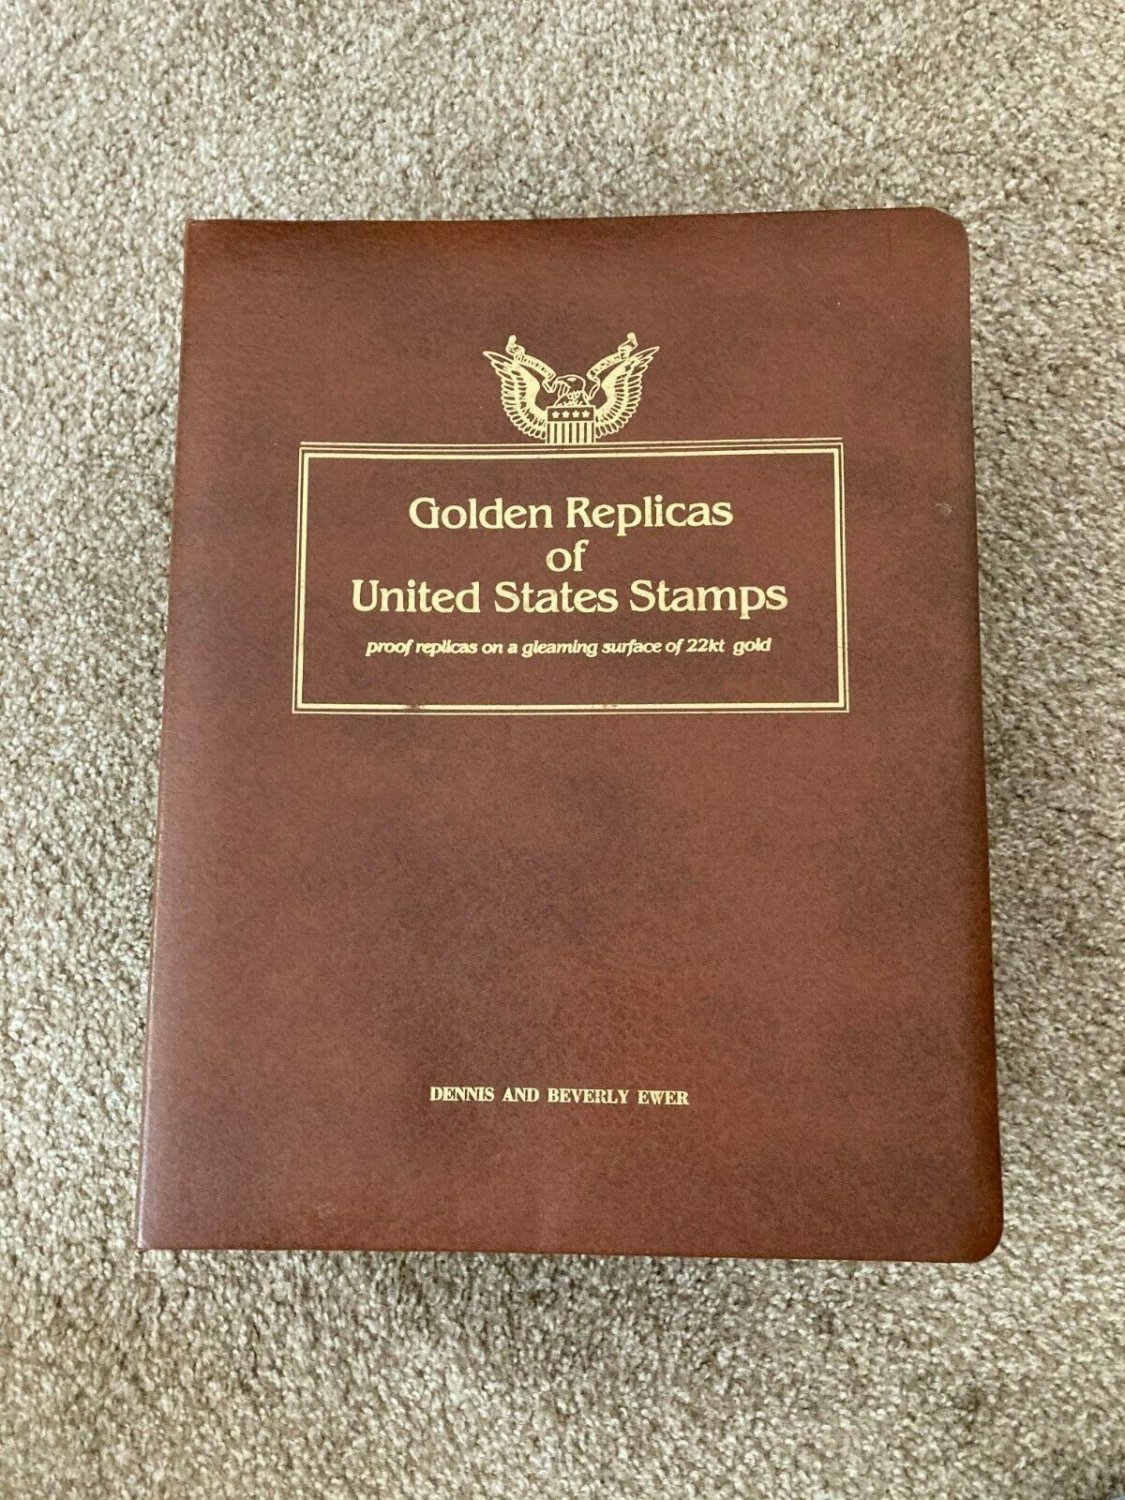 Golden Replicas
of
United States Stamps
proof replicas on a gleaming surface of 22kt gold
DENNIS AND BEVERLY EWER